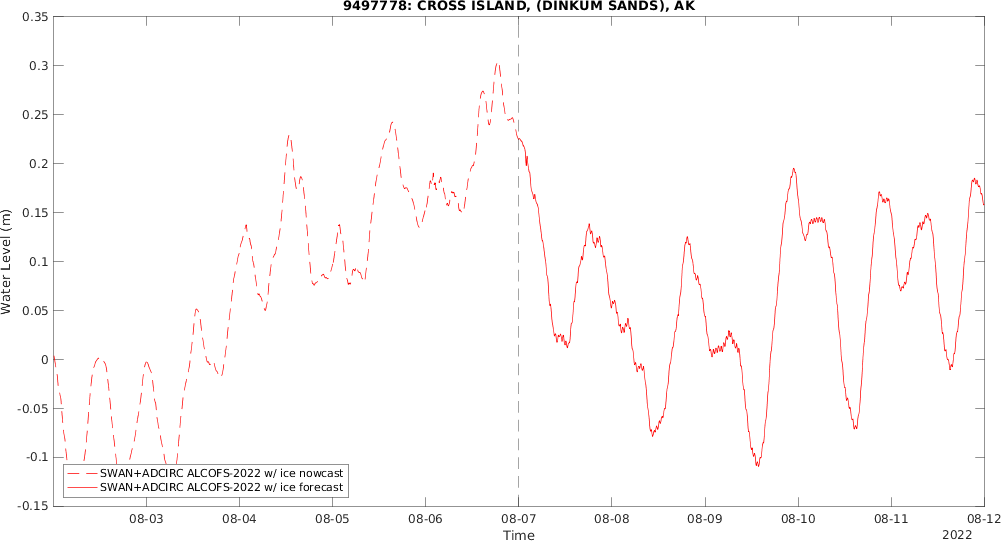 9497778: CROSS ISLAND, (DINKUM SANDS), AK
0.35
0.3
0.25
0.2
0.15
0.1
0.05
0
-0.05
-0.1
-0.15
Water Level (m)
SWAN+ADCIRC ALCOFS-2022 w/ ice nowcast
SWAN+ADCIRC ALCOFS-2022 w/ ice forecast
08-03 08-04 08-05 08-06 08-07 08-08 08-09 08-10 08-11 08-12
Time
2022